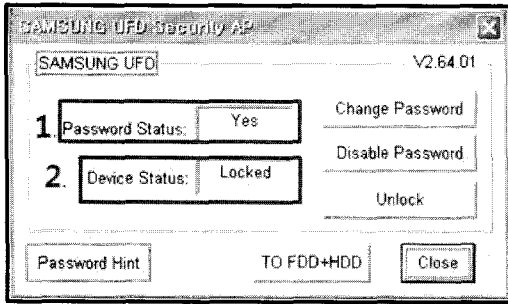 SAMSUNG UFD Security AP
SAMSUNG UFD
V2.64.01
1. Password Status: Yes
Change Password
Disable Password
2. Device Status: Locked
Unlock
Password Hint
TO FDD+HDD
Close